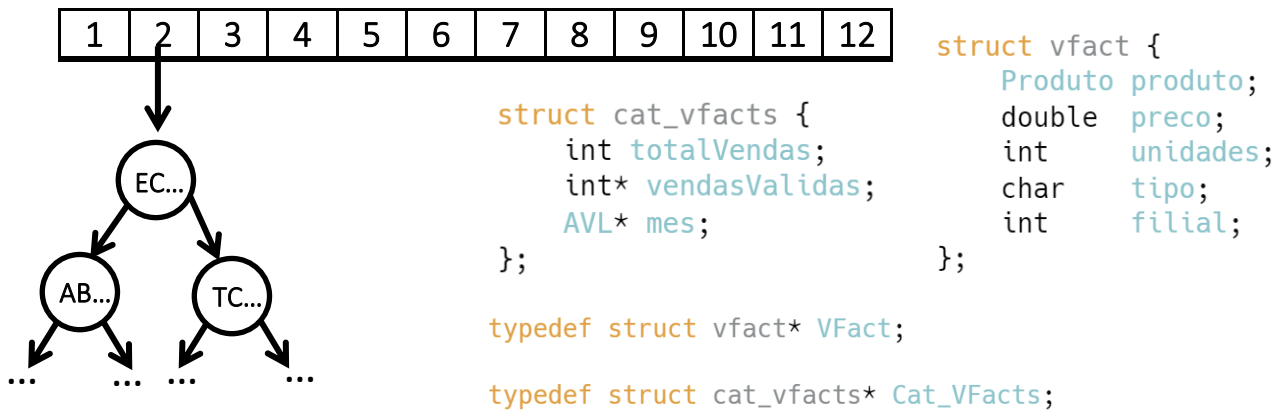 1 2 3 4 5 6 7 8 9 10 11 12
EC...
AB... TC...
... ... ... ...
struct cat_vfacts {
    int totalVendas;
    int* vendasValidas;
    AVL* mes;
};
typedef struct vfact* VFact;
typedef struct cat_vfacts* Cat_VFacts;
struct vfact {
    Produto produto;
    double  preco;
    int     unidades;
    char    tipo;
    int     filial;
};